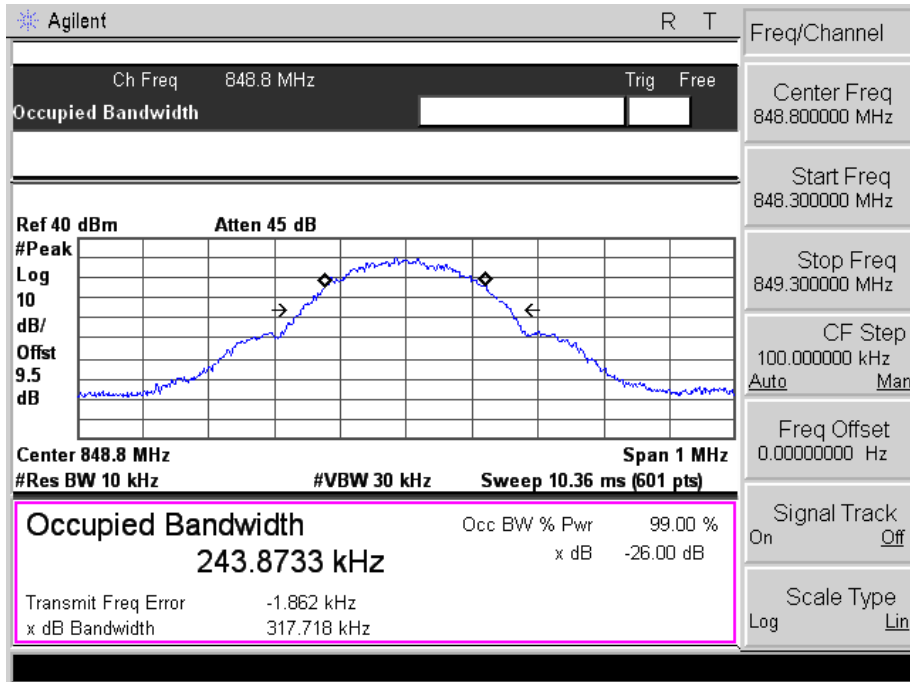 Agilent R T
Freq/Channel
Ch Freq 848.8 MHz Trig Free
Occupied Bandwidth
Center Freq
848.800000 MHz
Start Freq
848.300000 MHz
Ref 40 dBm Atten 45 dB
#Peak
Log
10
dB/
Offst
9.5
dB
Stop Freq
849.300000 MHz
CF Step
100.000000 kHz
Auto Man
Center 848.8 MHz Span 1 MHz
#Res BW 10 kHz #VBW 30 kHz Sweep 10.36 ms (601 pts)
Freq Offset
0.00000000 Hz
Occupied Bandwidth Occ BW % Pwr 99.00 %
243.8733 kHz x dB -26.00 dB
Transmit Freq Error -1.862 kHz
x dB Bandwidth 317.718 kHz
Signal Track
On Off
Scale Type
Log Lin